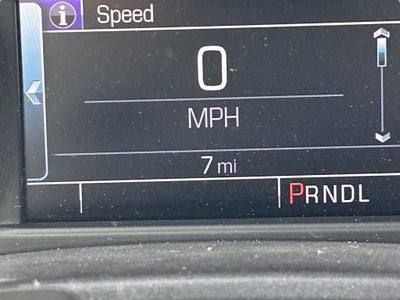 i Speed
0
MPH
7 mi
PRNDL